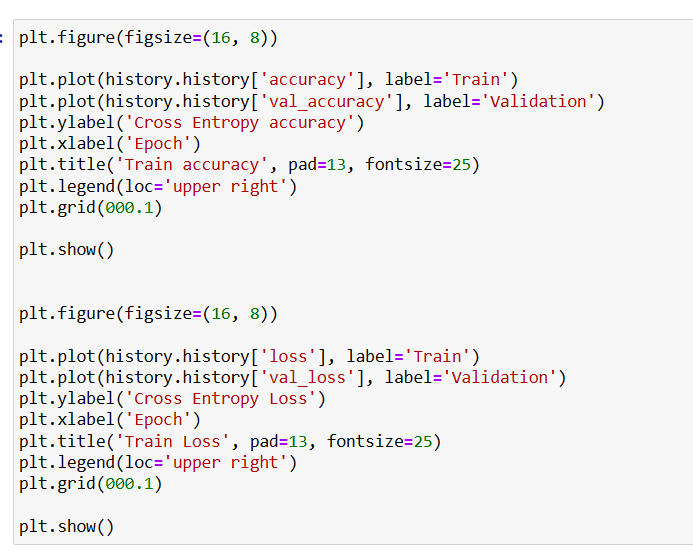 plt.figure(figsize=(16, 8))
plt.plot(history.history['accuracy'], label='Train')
plt.plot(history.history['val_accuracy'], label='Validation')
plt.ylabel('Cross Entropy accuracy')
plt.xlabel('Epoch')
plt.title('Train accuracy', pad=13, fontsize=25)
plt.legend(loc='upper right')
plt.grid(000.1)
plt.show()
plt.figure(figsize=(16, 8))
plt.plot(history.history['loss'], label='Train')
plt.plot(history.history['val_loss'], label='Validation')
plt.ylabel('Cross Entropy Loss')
plt.xlabel('Epoch')
plt.title('Train Loss', pad=13, fontsize=25)
plt.legend(loc='upper right')
plt.grid(000.1)
plt.show()